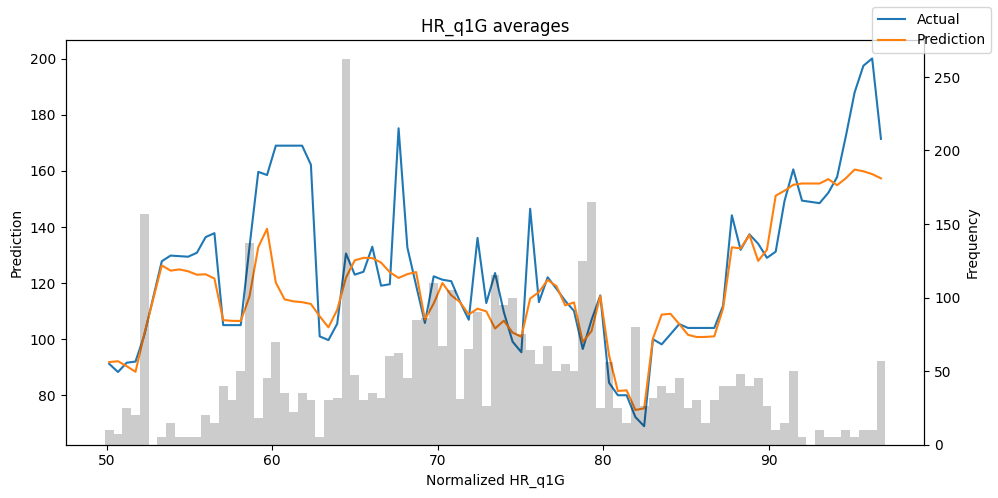 HR_q1G averages
Actual
Prediction
200
180
160
140
120
100
80
Prediction
250
200
150
100
50
0
Frequency
50 60 70 80 90
Normalized HR_q1G